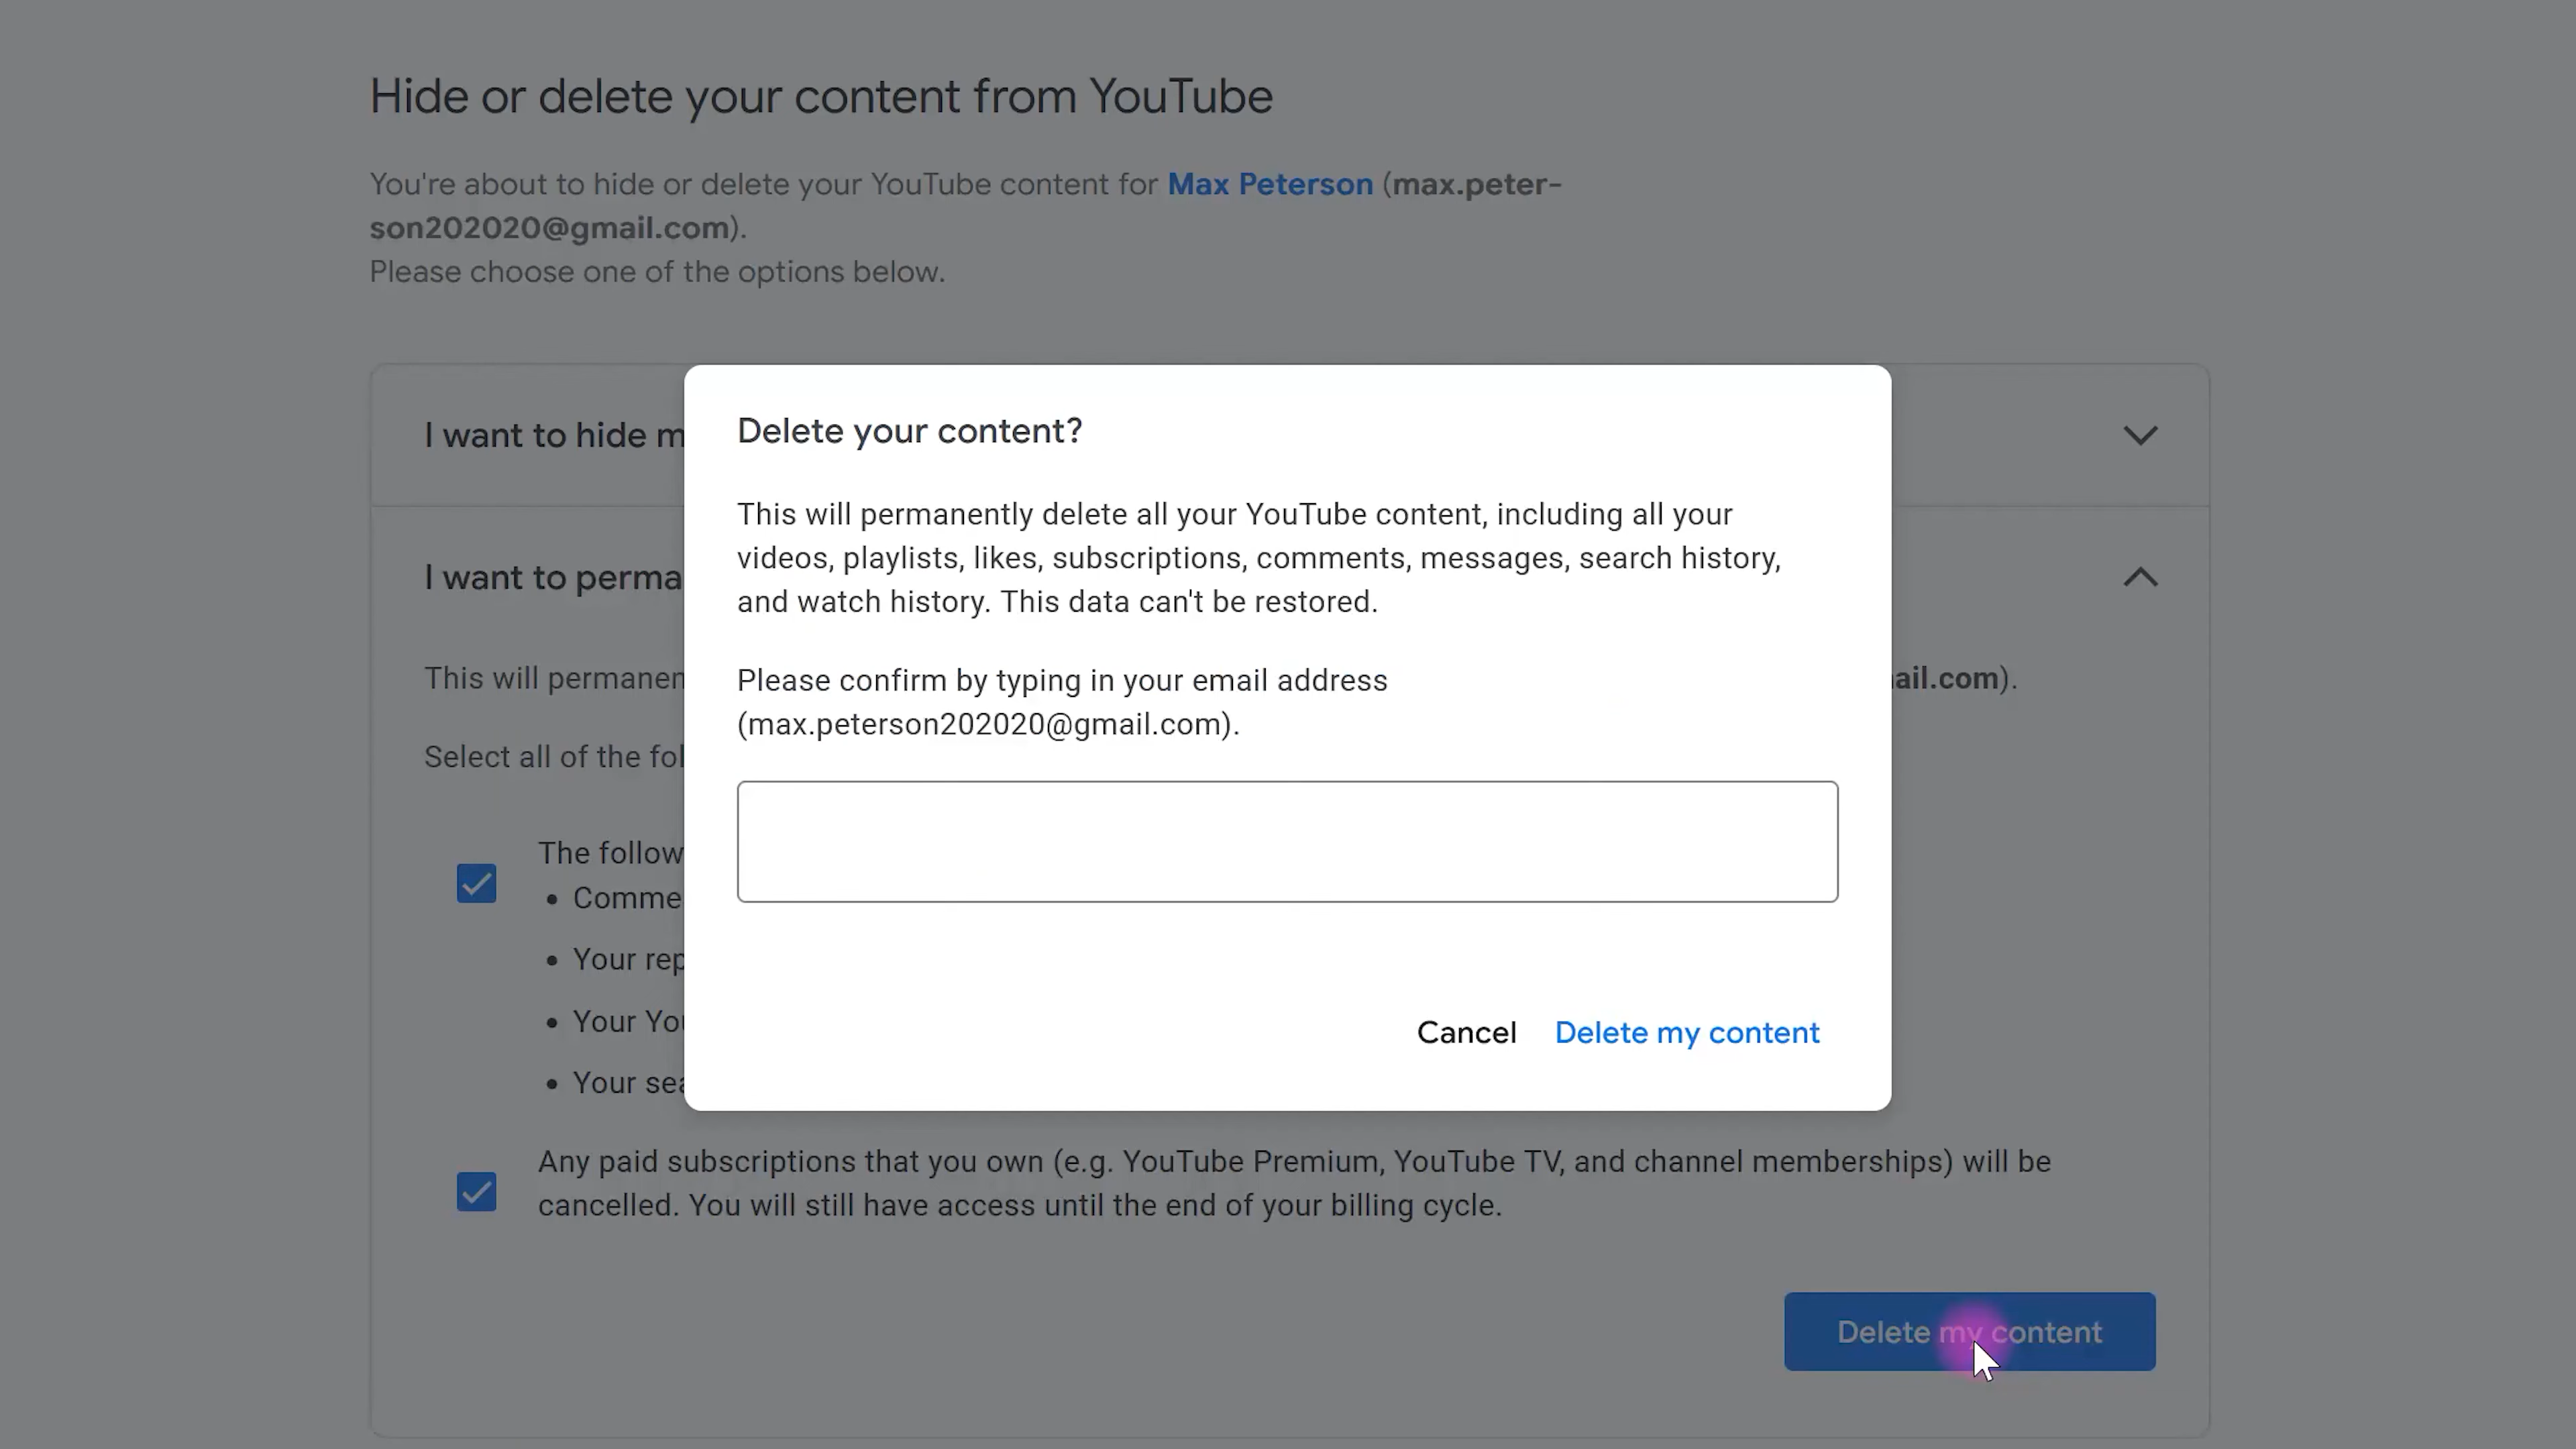 Hide or delete your content from YouTube
You're about to hide or delete your YouTube content for Max Peterson (max.peter-
son202020@gmail.com).
Please choose one of the options below.
I want to hide m
Delete your content?
This will permanently delete all your YouTube content, including all your
videos, playlists, likes, subscriptions, comments, messages, search history,
and watch history. This data can't be restored.
Please confirm by typing in your email address
(max.peterson202020@gmail.com).
Cancel Delete my content
I want to perma
This will permanen
ail.com).
Select all of the fol
The follow
• Comme
• Your rep
• Your You
• Your sea
Any paid subscriptions that you own (e.g. YouTube Premium, YouTube TV, and channel memberships) will be
cancelled. You will still have access until the end of your billing cycle.
Delete my content